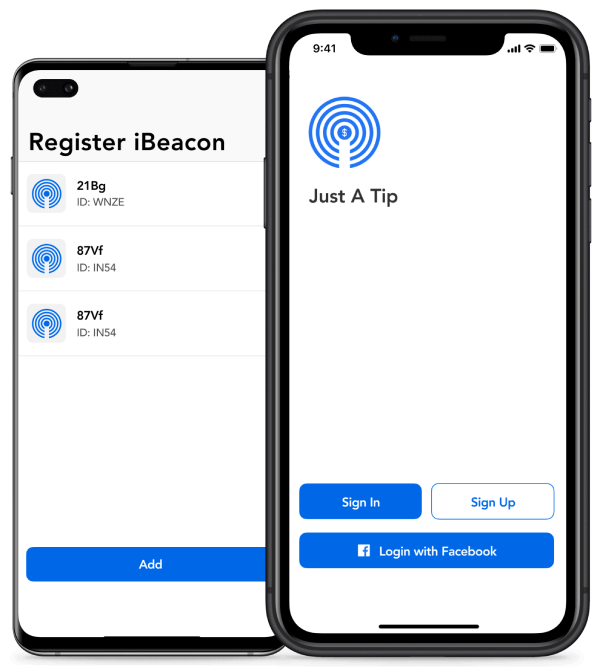 Register iBeacon
21Bg
ID: WNZE
87Vf
ID: IN54
87Vf
ID: IN54
Add
9:41
$
Just A Tip
Sign In
Sign Up
Login with Facebook